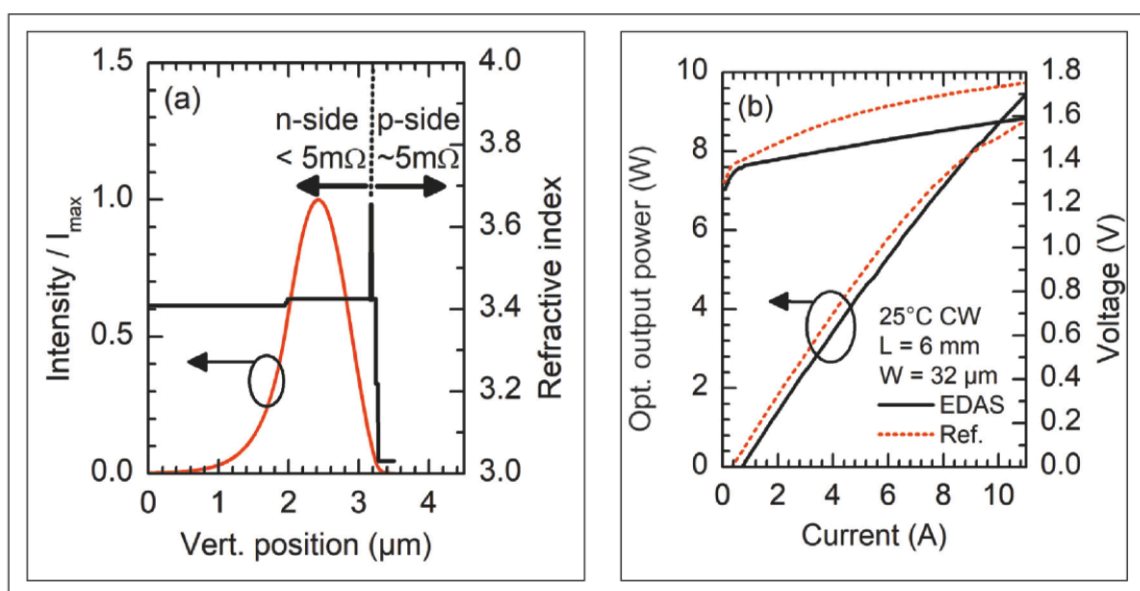 (a)
n-side p-side
< 5mΩ ~5mΩ
Intensity / Imax
1.5
1.0
0.5
0.0
Refractive index
4.0
3.8
3.6
3.4
3.2
3.0
0 1 2 3 4
Vert. position (µm)
(b)
Opt. output power (W)
10
8
6
4
2
0
Voltage (V)
1.8
1.6
1.4
1.2
1.0
0.8
0.6
0.4
0.2
0.0
25°C CW
L = 6 mm
W = 32 µm
EDAS
Ref.
0 2 4 6 8 10
Current (A)